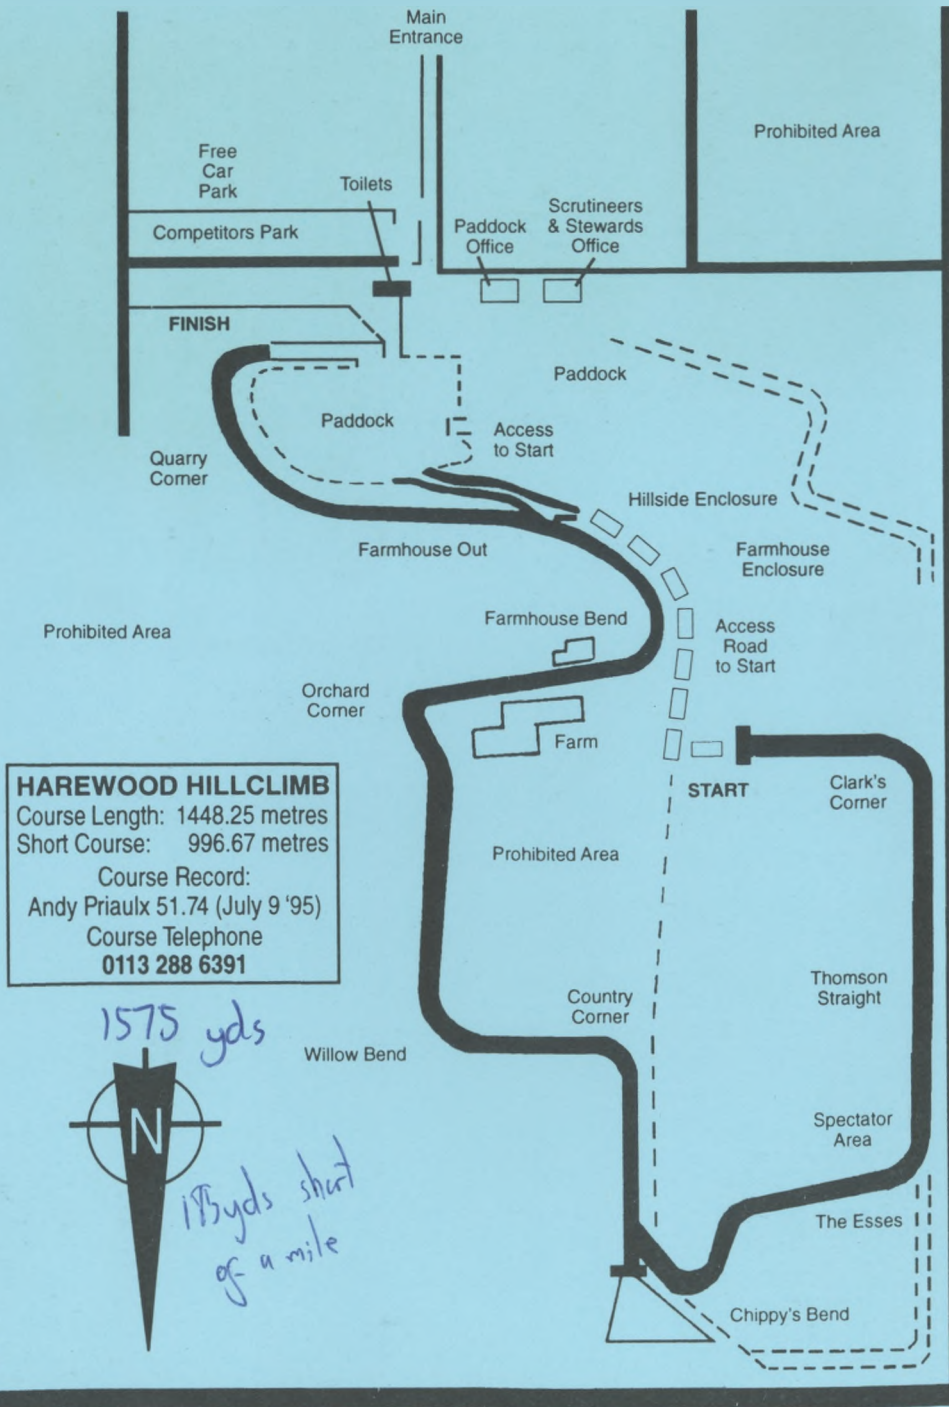 Main
Entrance
Prohibited Area
Free
Car
Park
Toilets
Competitors Park
Paddock
Office
Scrutineers
& Stewards
Office
FINISH
Paddock
Paddock
Access
to Start
Quarry
Corner
Hillside Enclosure
Farmhouse Out
Farmhouse
Enclosure
Prohibited Area
Farmhouse Bend
Access
Road
to Start
Orchard
Corner
Farm
START
Clark's
Corner
HAREWOOD HILLCLIMB
Course Length: 1448.25 metres
Short Course: 996.67 metres
Course Record:
Andy Priaulx 51.74 (July 9 '95)
Course Telephone
0113 288 6391
Prohibited Area
Thomson
Straight
Country
Corner
1575 yds
Willow Bend
N
Spectator
Area
yds short
of a mile
The Esses
Chippy's Bend